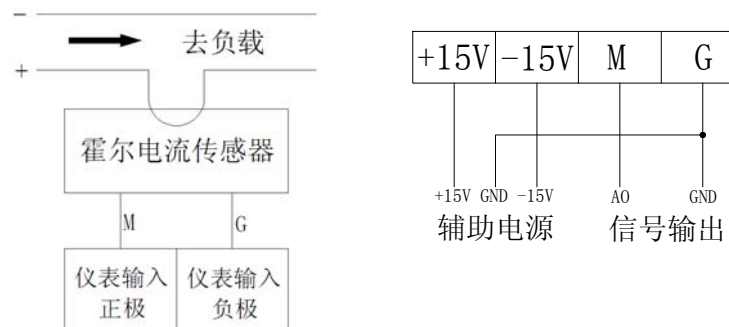 −
去负载
+
霍尔电流传感器
M G
仪表输入 仪表输入
正极 负极
+15V -15V M G
+15V GND -15V AO GND
辅助电源 信号输出